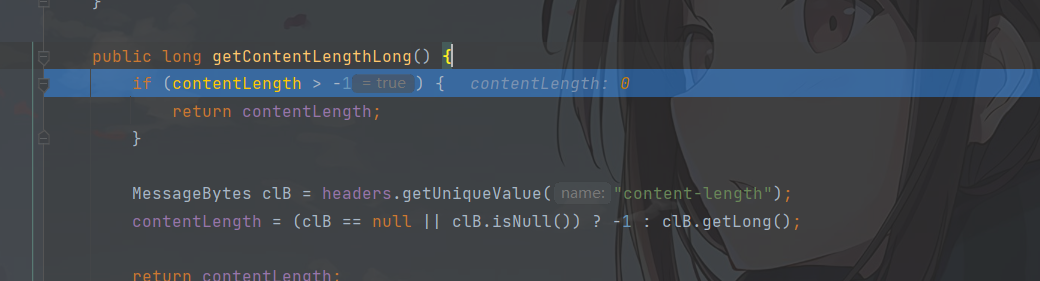 }
public long getContentLengthLong() {
if (contentLength > -1 = true ) { contentLength: 0
return contentLength;
}
MessageBytes clB = headers.getUniqueValue( name: "content-length");
contentLength = (clB == null || clB.isNull()) ? -1 : clB.getLong();
return contentLength;